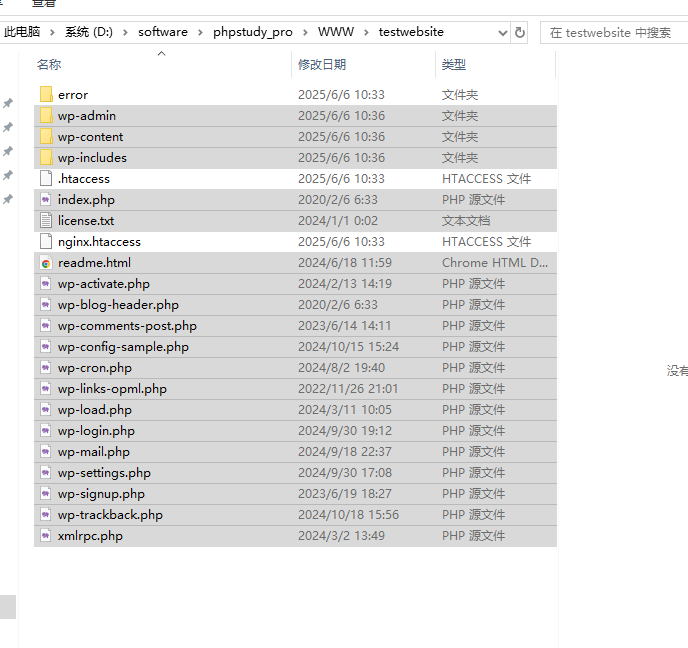 查看
此电脑 › 系统 (D:) › software › phpstudy_pro › WWW › testwebsite
在 testwebsite 中搜索
名称 修改日期 类型
error 2025/6/6 10:33 文件夹
wp-admin 2025/6/6 10:36 文件夹
wp-content 2025/6/6 10:36 文件夹
wp-includes 2025/6/6 10:36 文件夹
.htaccess 2025/6/6 10:33 HTACCESS 文件
index.php 2020/2/6 6:33 PHP 源文件
license.txt 2024/1/1 0:02 文本文档
nginx.htaccess 2025/6/6 10:33 HTACCESS 文件
readme.html 2024/6/18 11:59 Chrome HTML D...
wp-activate.php 2024/2/13 14:19 PHP 源文件
wp-blog-header.php 2020/2/6 6:33 PHP 源文件
wp-comments-post.php 2023/6/14 14:11 PHP 源文件
wp-config-sample.php 2024/10/15 15:24 PHP 源文件
wp-cron.php 2024/8/2 19:40 PHP 源文件
wp-links-opml.php 2022/11/26 21:01 PHP 源文件
wp-load.php 2024/3/11 10:05 PHP 源文件
wp-login.php 2024/9/30 19:12 PHP 源文件
wp-mail.php 2024/9/18 22:37 PHP 源文件
wp-settings.php 2024/9/30 17:08 PHP 源文件
wp-signup.php 2023/6/19 18:27 PHP 源文件
wp-trackback.php 2024/10/18 15:56 PHP 源文件
xmlrpc.php 2024/3/2 13:49 PHP 源文件
没有